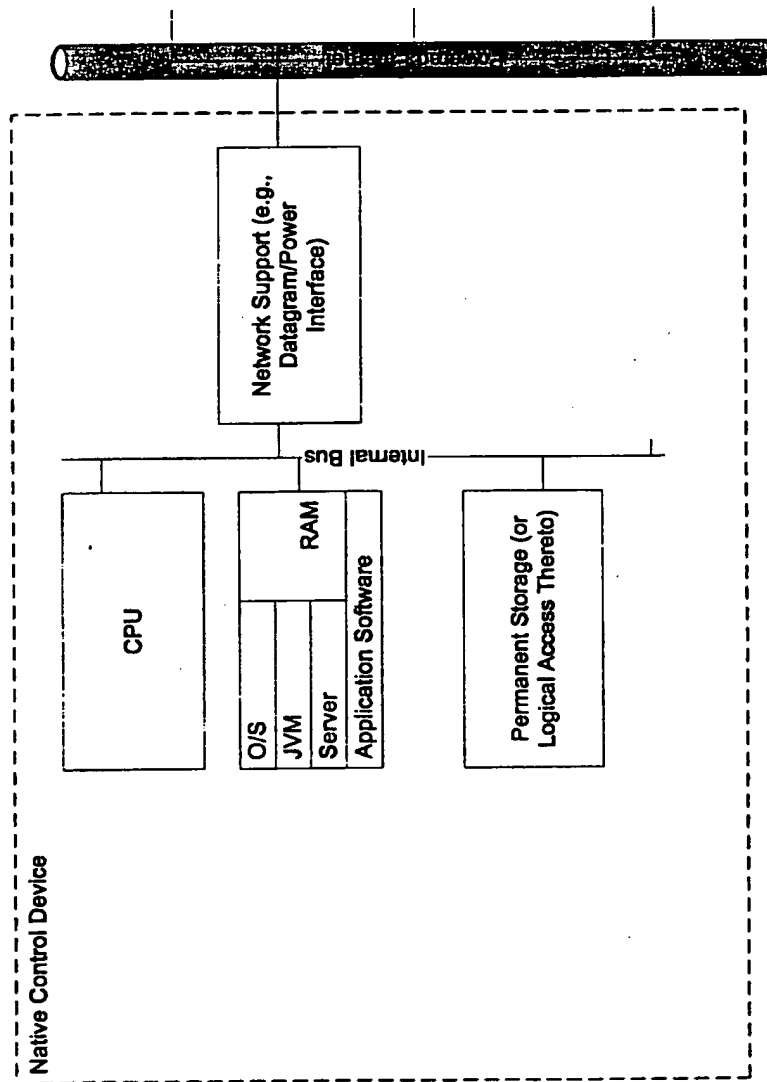 Native Control Device
CPU
O/S
JVM
Server
RAM
Application Software
Permanent Storage (or
Logical Access Thereto)
Internal Bus
Network Support (e.g.,
Datagram/Power
Interface)